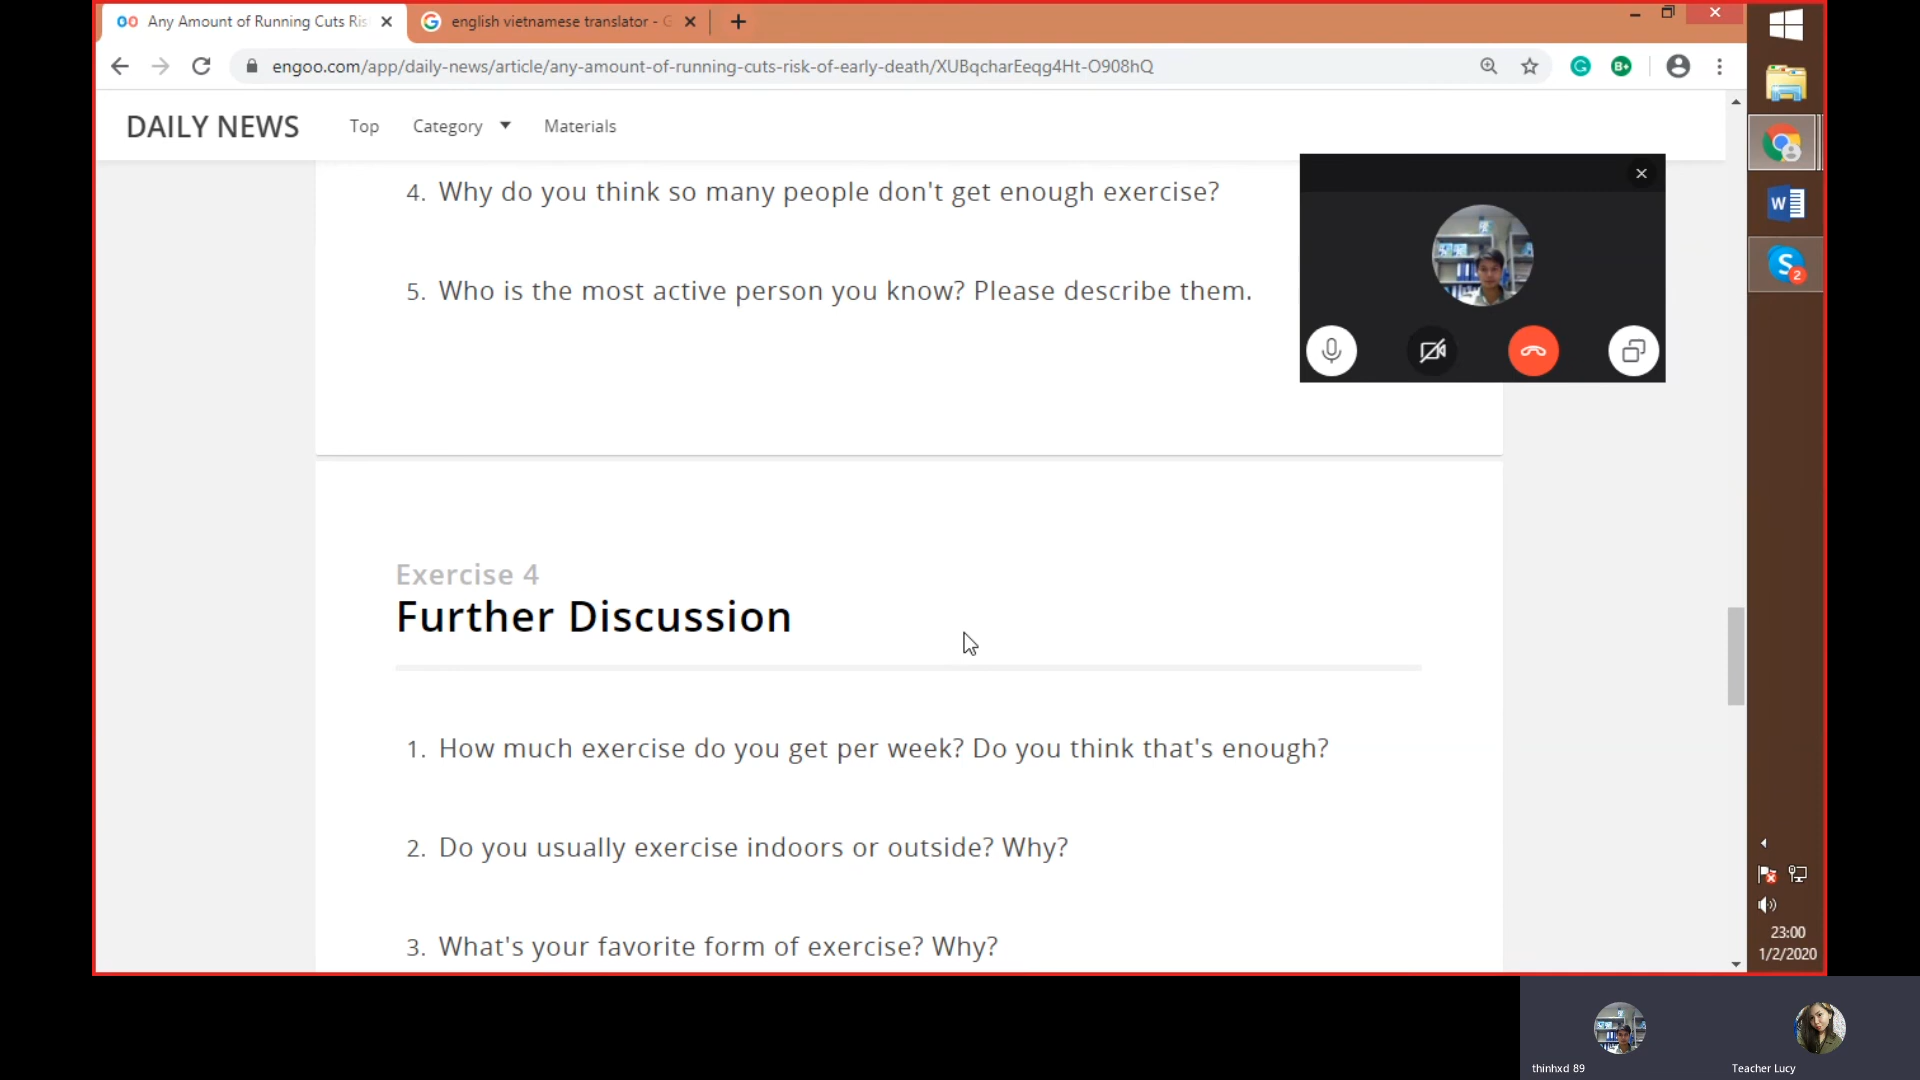 Any Amount of Running Cuts Ris
english vietnamese translator - G
engoo.com/app/daily-news/article/any-amount-of-running-cuts-risk-of-early-death/XUBqcharEeqg4Ht-O908hQ
DAILY NEWS Top Category Materials
4. Why do you think so many people don't get enough exercise?
5. Who is the most active person you know? Please describe them.
Exercise 4
Further Discussion
1. How much exercise do you get per week? Do you think that's enough?
2. Do you usually exercise indoors or outside? Why?
3. What's your favorite form of exercise? Why?
B+
W
S
2
23:00
1/2/2020
thinhxd 89
Teacher Lucy